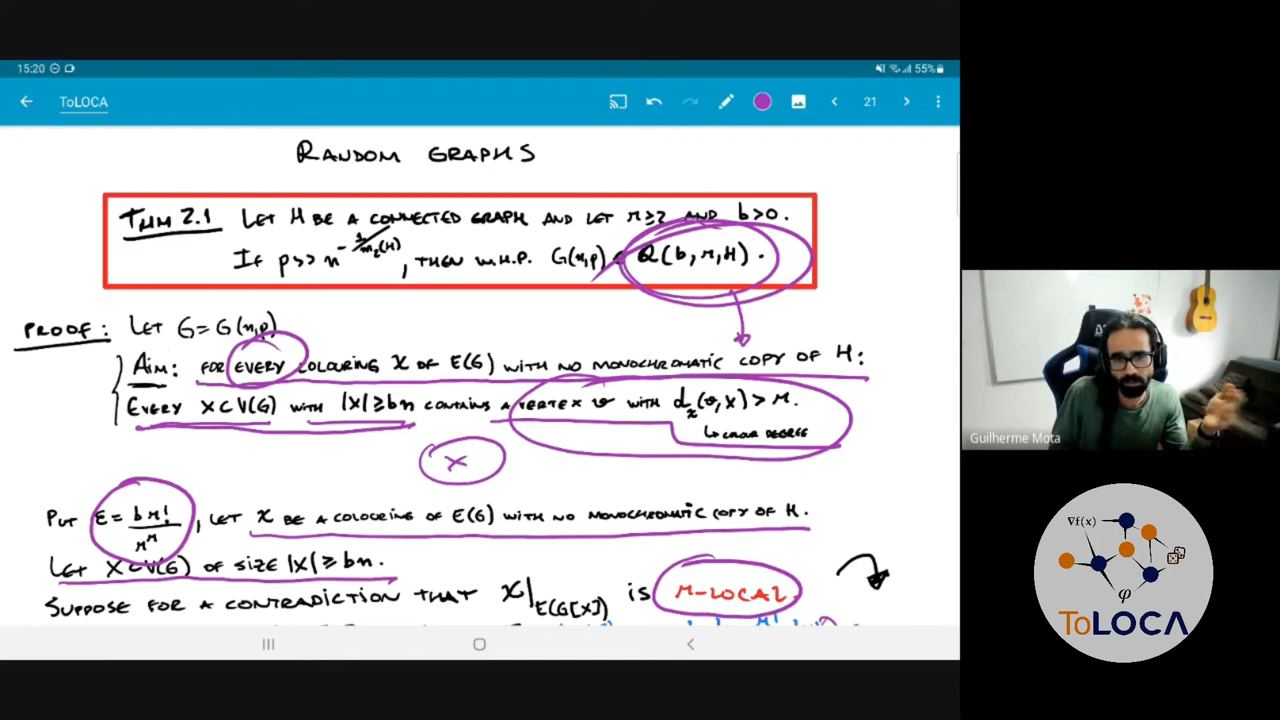 15:20
55%
ToLOCA
21
RANDOM GRAPHS
THM 2.1 LET H BE A CONNECTED GRAPH AND LET r≥2 AND b>0.
IF p>> n^{-1/m_2(H)}, THEN W.H.P. G(n,p) Q(b,r,H).
PROOF: LET G=G(n,p)
AIM: FOR EVERY COLOURING χ OF E(G) WITH NO MONOCHROMATIC COPY OF H:
EVERY X⊂V(G) WITH |X|≥bn CONTAINS A VERTEX v WITH d_χ(v,X)>r.
↳COLOUR DEGREE
X
PUT ε= b r!/r^r, LET χ BE A COLOURING OF E(G) WITH NO MONOCHROMATIC COPY OF H.
LET X⊂V(G) OF SIZE |X|≥bn.
SUPPOSE FOR A CONTRADICTION THAT χ|_{E(G[X])} IS r-LOCAL.
Guilherme Mota
∇f(x)
φ
ToLOCA